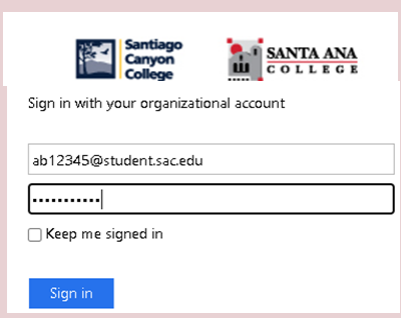 Santiago
Canyon
College
SANTA ANA
COLLEGE
Sign in with your organizational account
ab12345@student.sac.edu
•••••••••••
Keep me signed in
Sign in